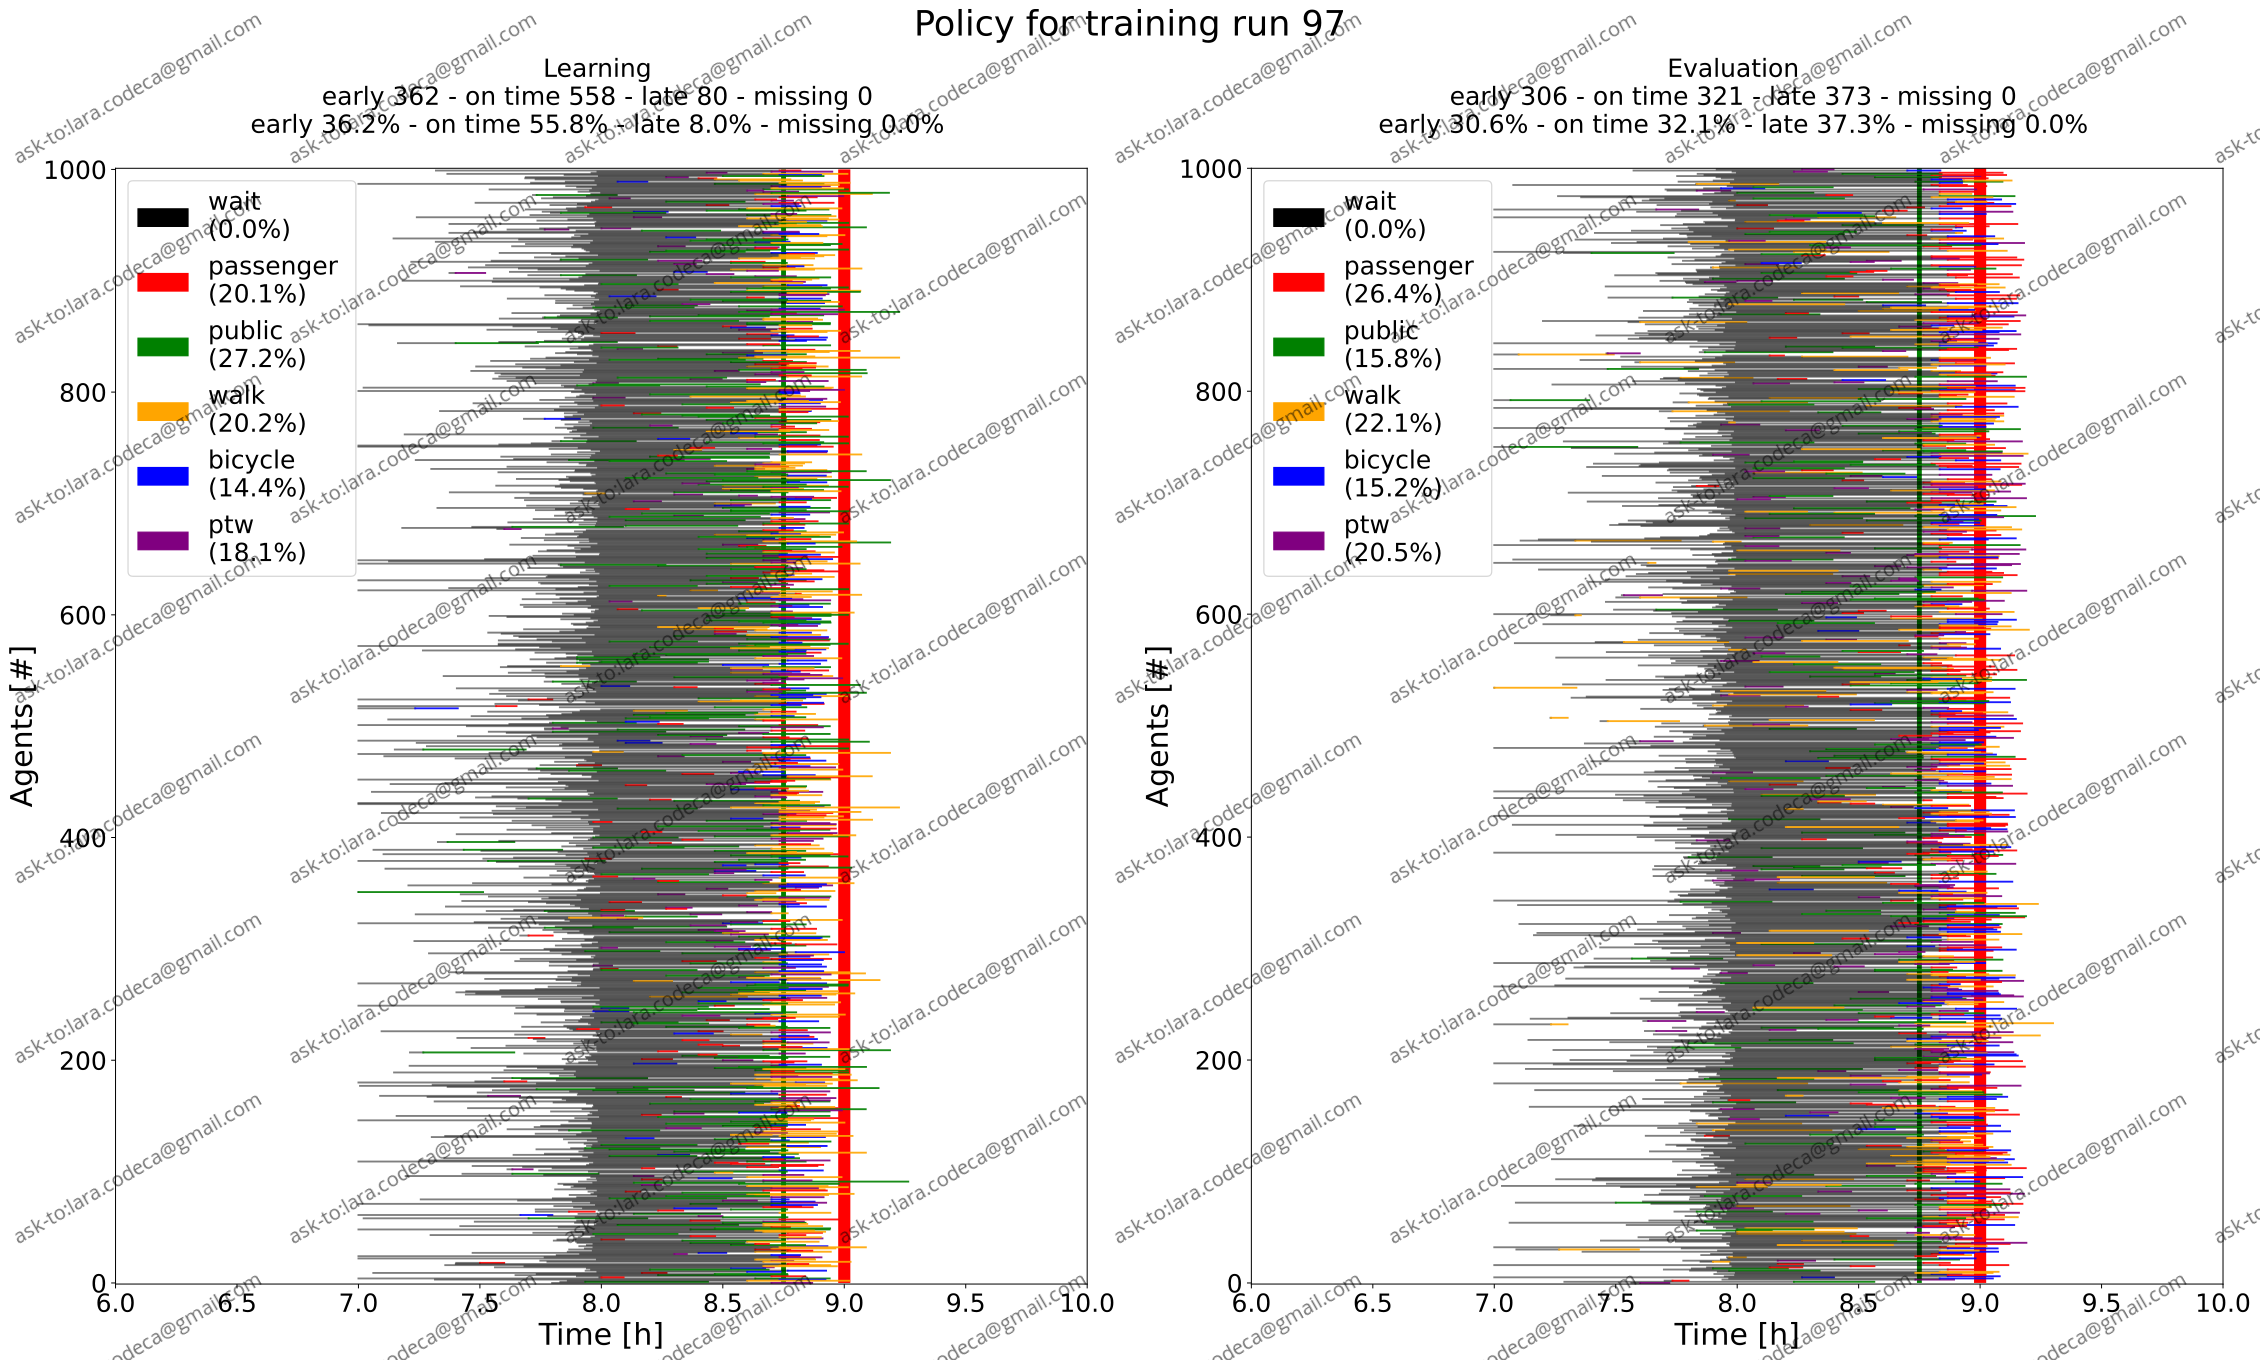 Policy for training run 97
Learning
early 362 - on time 558 - late 80 - missing 0
early 36.2% - on time 55.8% - late 8.0% - missing 0.0%
wait
(0.0%)
passenger
(20.1%)
public
(27.2%)
walk
(20.2%)
bicycle
(14.4%)
ptw
(18.1%)
Agents [#]
1000
800
600
400
200
0
6.0 6.5 7.0 7.5 8.0 8.5 9.0 9.5 10.0
Time [h]
Evaluation
early 306 - on time 321 - late 373 - missing 0
early 30.6% - on time 32.1% - late 37.3% - missing 0.0%
wait
(0.0%)
passenger
(26.4%)
public
(15.8%)
walk
(22.1%)
bicycle
(15.2%)
ptw
(20.5%)
Agents [#]
1000
800
600
400
200
0
6.0 6.5 7.0 7.5 8.0 8.5 9.0 9.5 10.0
Time [h]
ask-to:lara.codeca@gmail.com